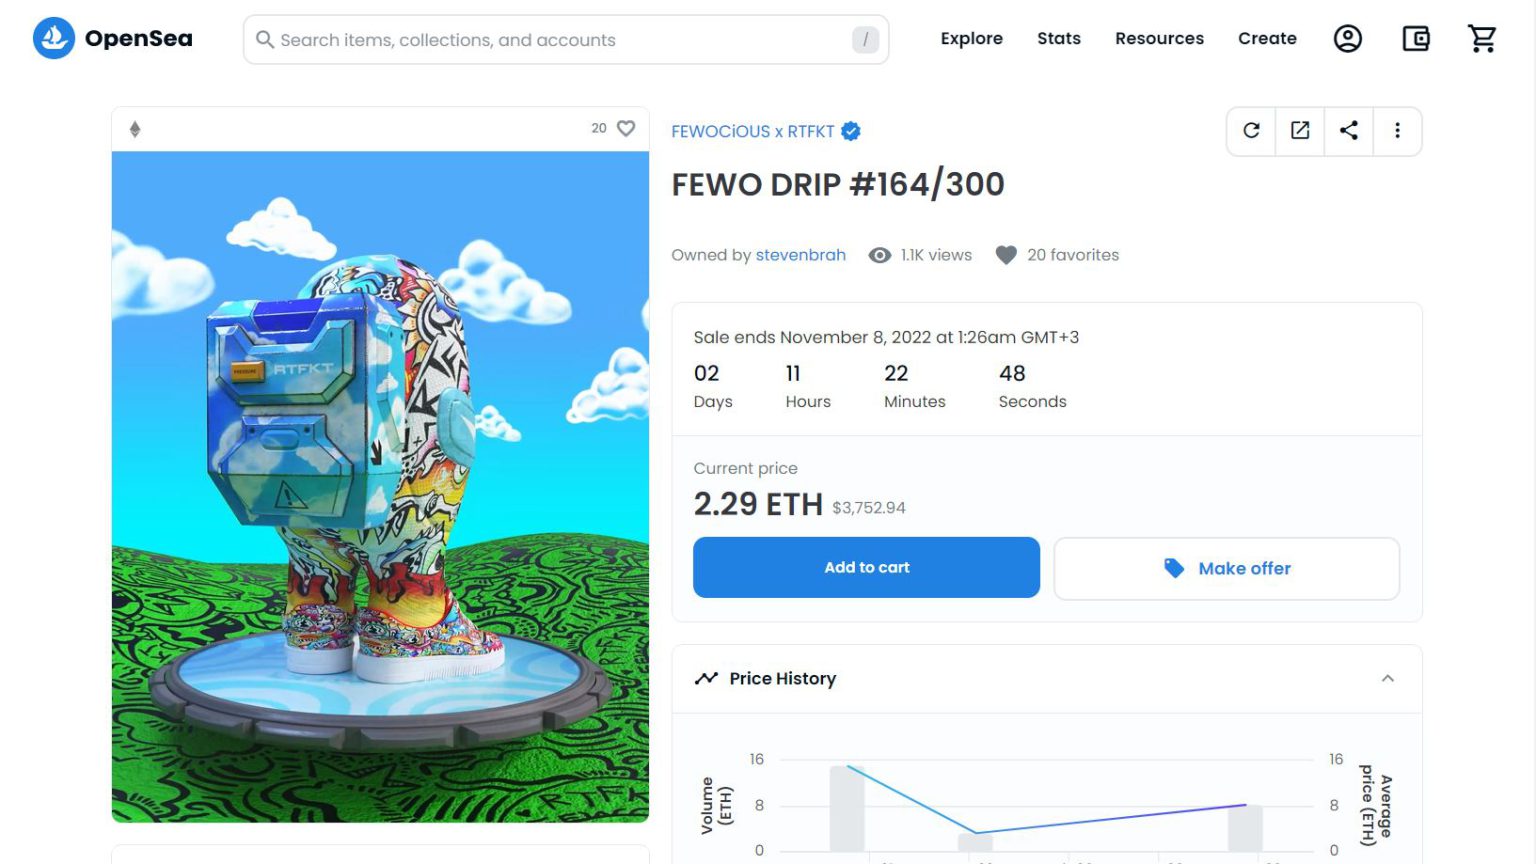 OpenSea
Search items, collections, and accounts
/
Explore
Stats
Resources
Create
20
RTFKT
PRESSURE
FEWOCiOUS x RTFKT
FEWO DRIP #164/300
Owned by stevenbrah
1.1K views
20 favorites
Sale ends November 8, 2022 at 1:26am GMT+3
02
11
22
48
Days
Hours
Minutes
Seconds
Current price
2.29 ETH $3,752.94
Add to cart
Make offer
Price History
Volume
(ETH)
16
8
0
16
8
0
Average
price (ETH)